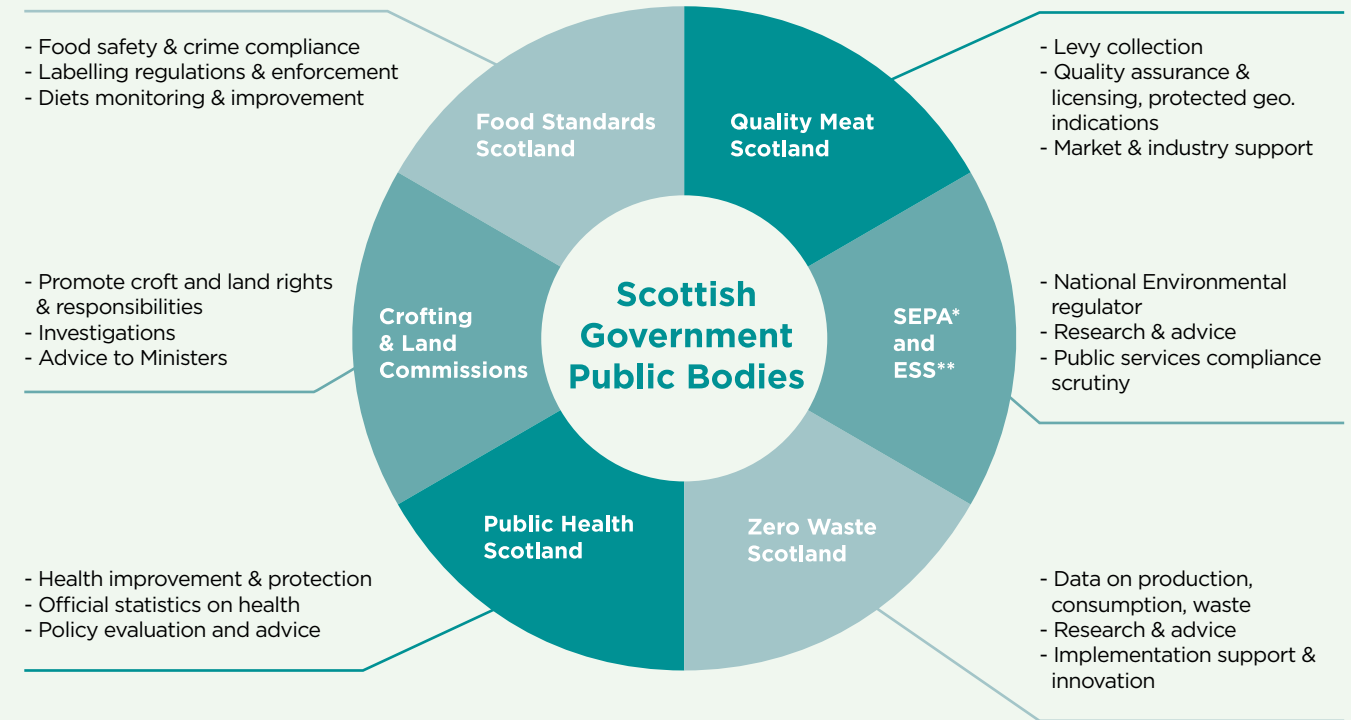 - Food safety & crime compliance
- Labelling regulations & enforcement
- Diets monitoring & improvement
Food Standards
Scotland
Quality Meat
Scotland
- Levy collection
- Quality assurance &
licensing, protected geo.
indications
- Market & industry support
- Promote croft and land rights
& responsibilities
- Investigations
- Advice to Ministers
Crofting
& Land
Commissions
Scottish
Government
Public Bodies
SEPA*
and
ESS**
- National Environmental
regulator
- Research & advice
- Public services compliance
scrutiny
- Health improvement & protection
- Official statistics on health
- Policy evaluation and advice
Public Health
Scotland
Zero Waste
Scotland
- Data on production,
consumption, waste
- Research & advice
- Implementation support &
innovation